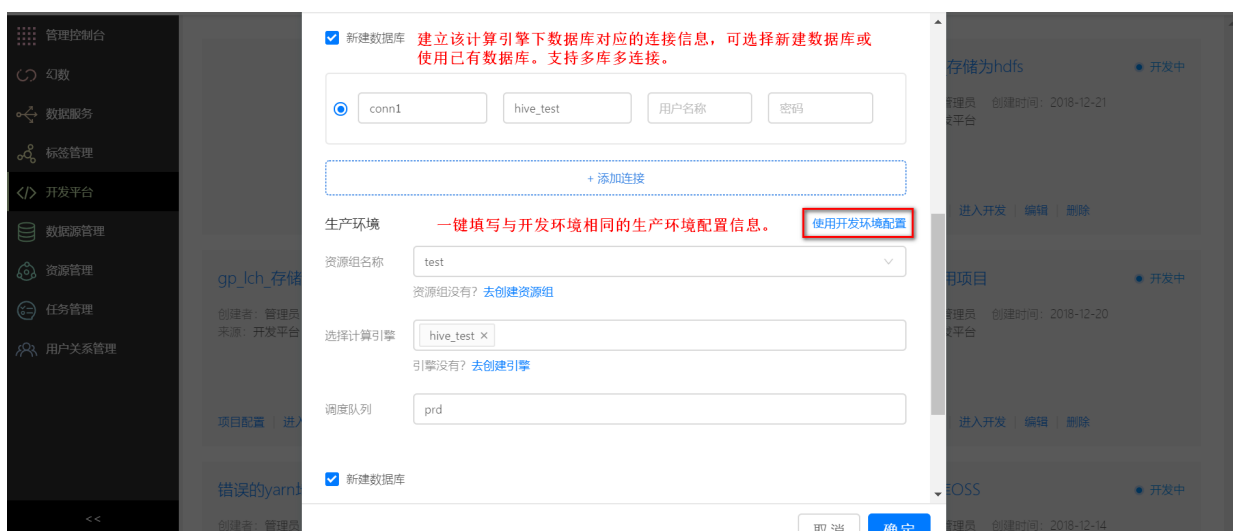 管理控制台
幻数
数据服务
标签管理
开发平台
数据源管理
资源管理
任务管理
用户关系管理
<<
新建数据库
建立该计算引擎下数据库对应的连接信息，可选择新建数据库或
使用已有数据库。支持多库多连接。
conn1 hive_test 用户名称 密码
+ 添加连接
生产环境 一键填写与开发环境相同的生产环境配置信息。 使用开发环境配置
资源组名称 test
资源组没有？去创建资源组
选择计算引擎 hive_test ×
引擎没有？去创建引擎
调度队列 prd
新建数据库
取 消 确 定
gp_lch_存储
创建者：管理员
来源：开发平台
项目配置 进入
错误的yarn
创建者：管理员
存储为hdfs 开发中
管理员 创建时间：2018-12-21
发平台
进入开发 编辑 删除
用项目 开发中
管理员 创建时间：2018-12-20
发平台
进入开发 编辑 删除
OSS 开发中
管理员 创建时间：2018-12-14